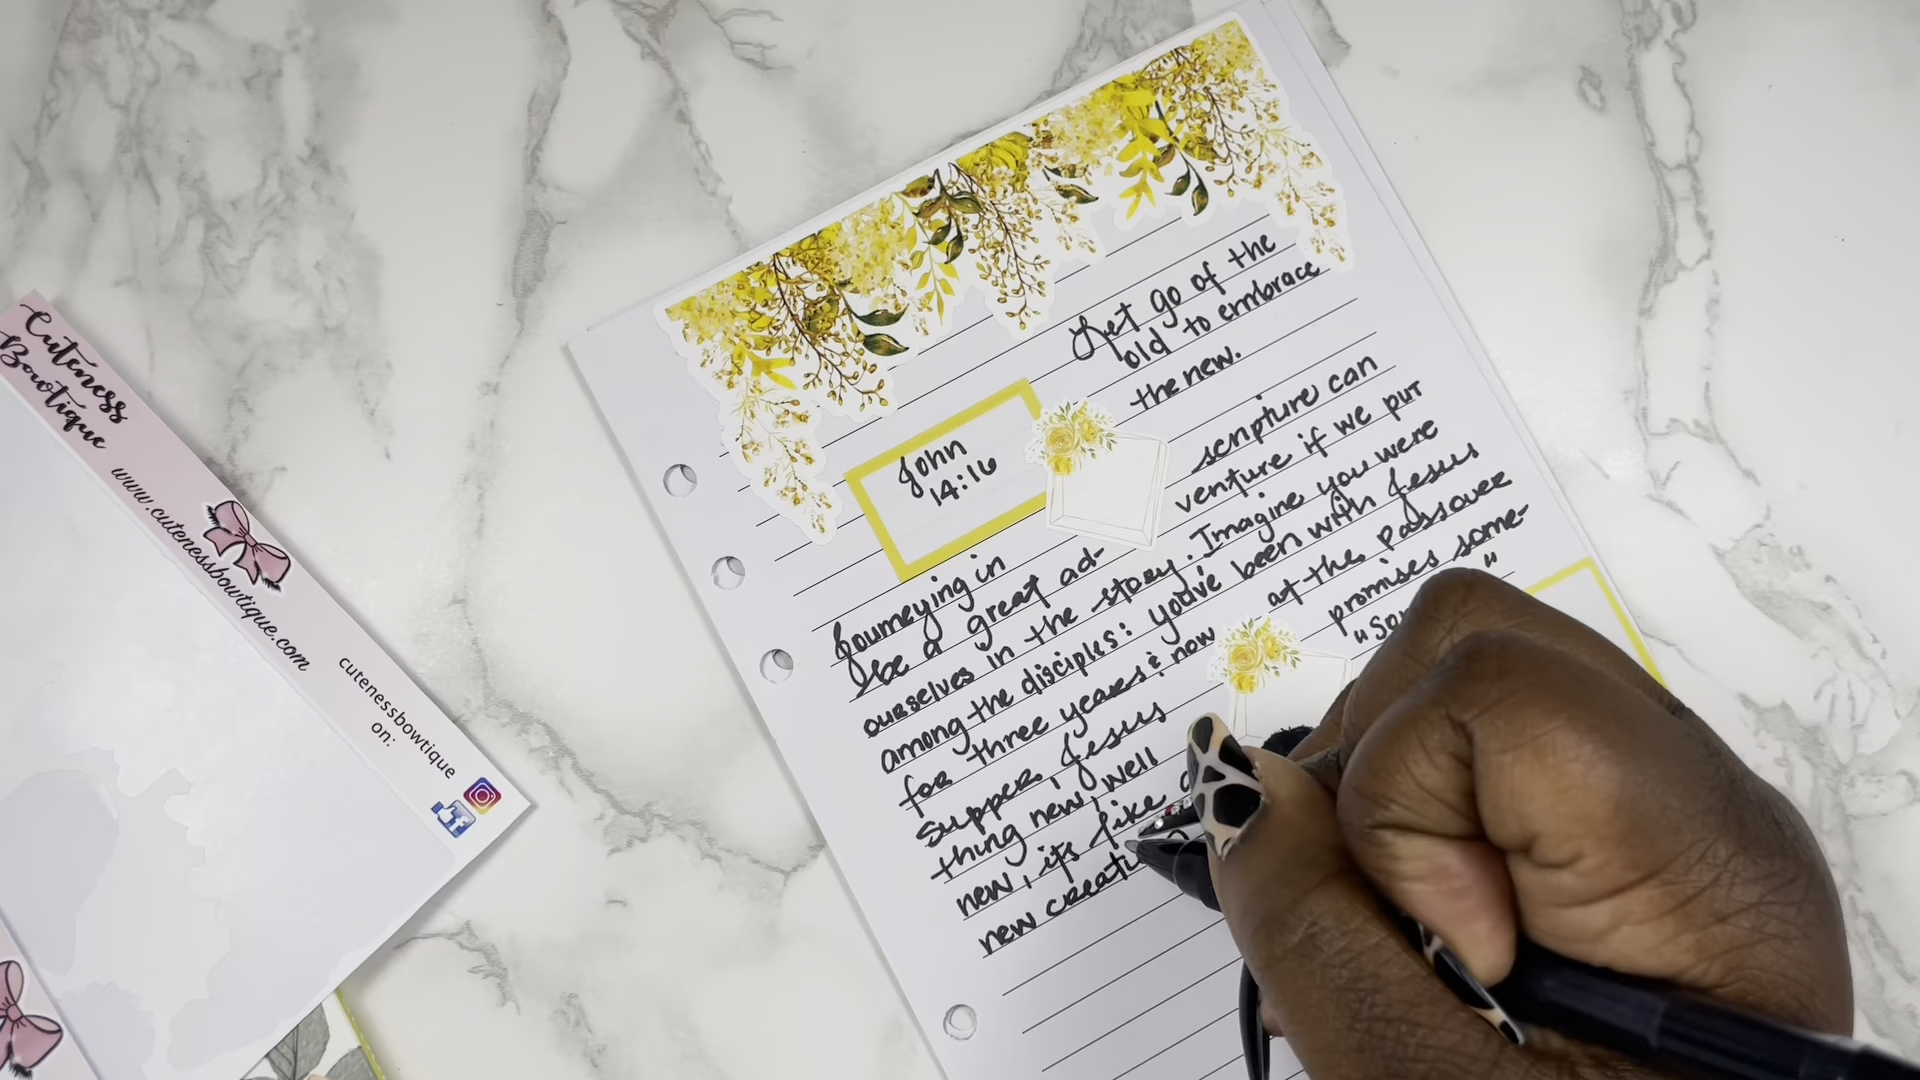 Let go of the
old to embrace
the new.
John
14:16
Journeying in scripture can
be a great ad- venture if we put
ourselves in the story. Imagine you were
among the disciples: you've been with Jesus
for three years & now at the Passover
supper, Jesus promises some-
thing new, well "
new, it's like
new
Cuteness
Bowtique
www.cutenessbowtique.com
cutenessbowtique
on:
f